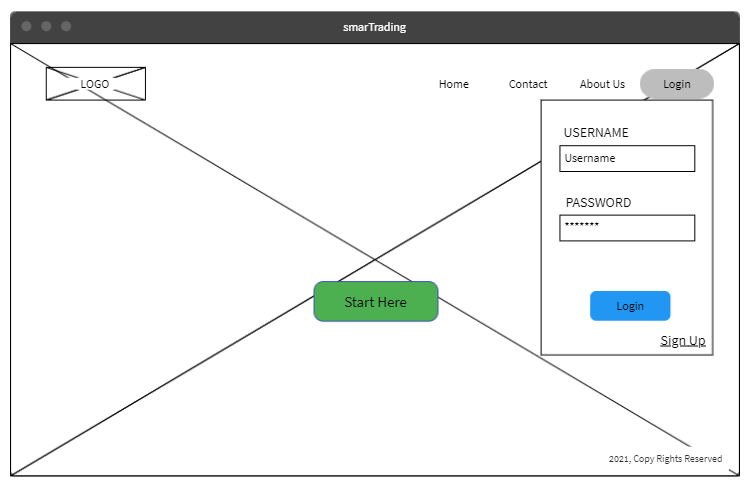 smarTrading
LOGO
Home
Contact
About Us
Login
USERNAME
Username
PASSWORD
*******
Start Here
Login
Sign Up
2021, Copy Rights Reserved